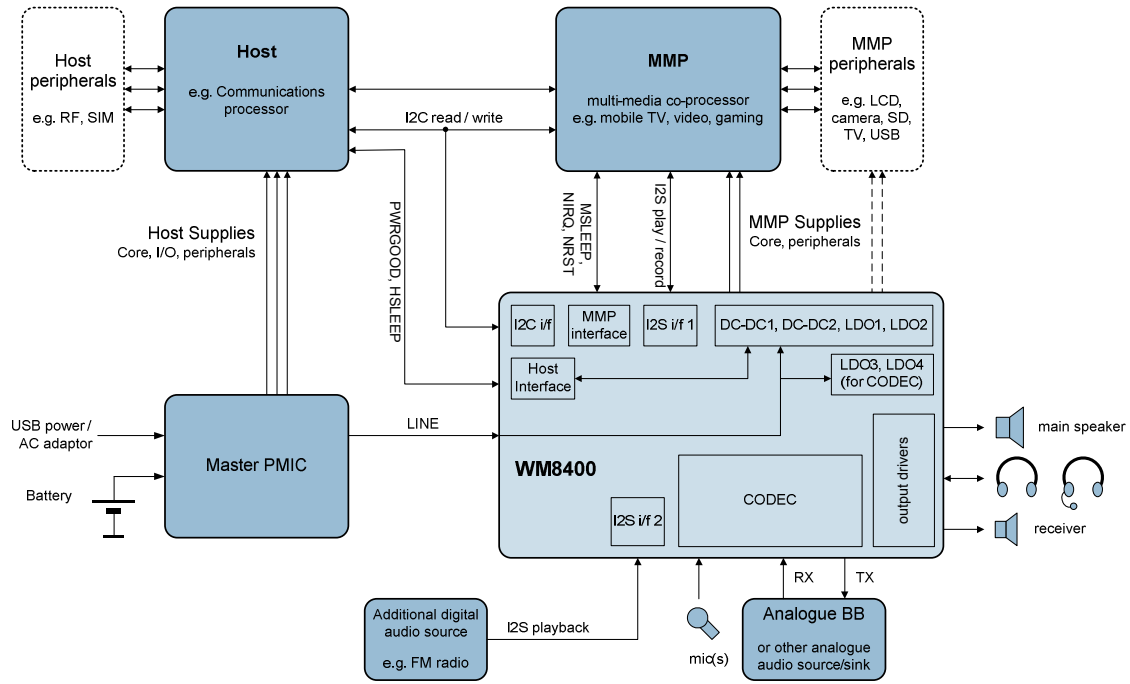 Host
peripherals
e.g. RF, SIM
Host
e.g. Communications
processor
MMP
multi-media co-processor
e.g. mobile TV, video, gaming
MMP
peripherals
e.g. LCD,
camera, SD,
TV, USB
I2C read / write
PWRGOOD, HSLEEP
Host Supplies
Core, I/O, peripherals
MSLEEP,
NIRQ, NRST
I2S play / record
MMP Supplies
Core, peripherals
I2C i/f
MMP
interface
I2S i/f 1
DC-DC1, DC-DC2, LDO1, LDO2
Host
Interface
LDO3, LDO4
(for CODEC)
USB power/
AC adaptor
Battery
Master PMIC
LINE
WM8400
I2S i/f 2
CODEC
output drivers
main speaker
receiver
RX
TX
Additional digital
audio source
e.g. FM radio
I2S playback
mic(s)
Analogue BB
or other analogue
audio source/sink